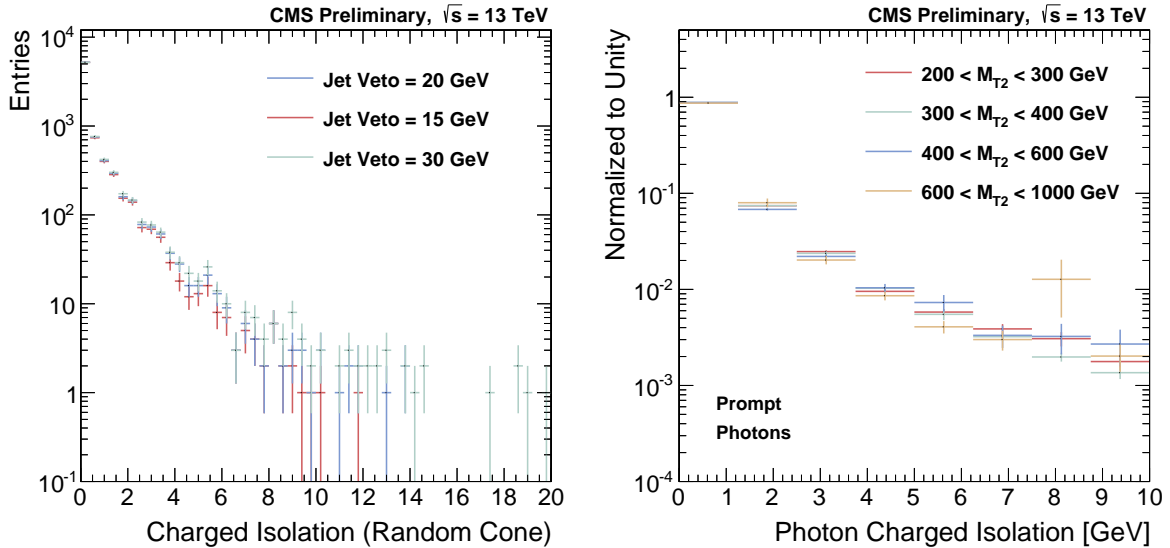 CMS Preliminary, √s = 13 TeV
Entries
10^4
10^3
10^2
10
1
10^-1
Jet Veto = 20 GeV
Jet Veto = 15 GeV
Jet Veto = 30 GeV
0 2 4 6 8 10 12 14 16 18 20
Charged Isolation (Random Cone)
CMS Preliminary, √s = 13 TeV
Normalized to Unity
1
10^-1
10^-2
10^-3
10^-4
200 < M_T2 < 300 GeV
300 < M_T2 < 400 GeV
400 < M_T2 < 600 GeV
600 < M_T2 < 1000 GeV
Prompt
Photons
0 1 2 3 4 5 6 7 8 9 10
Photon Charged Isolation [GeV]